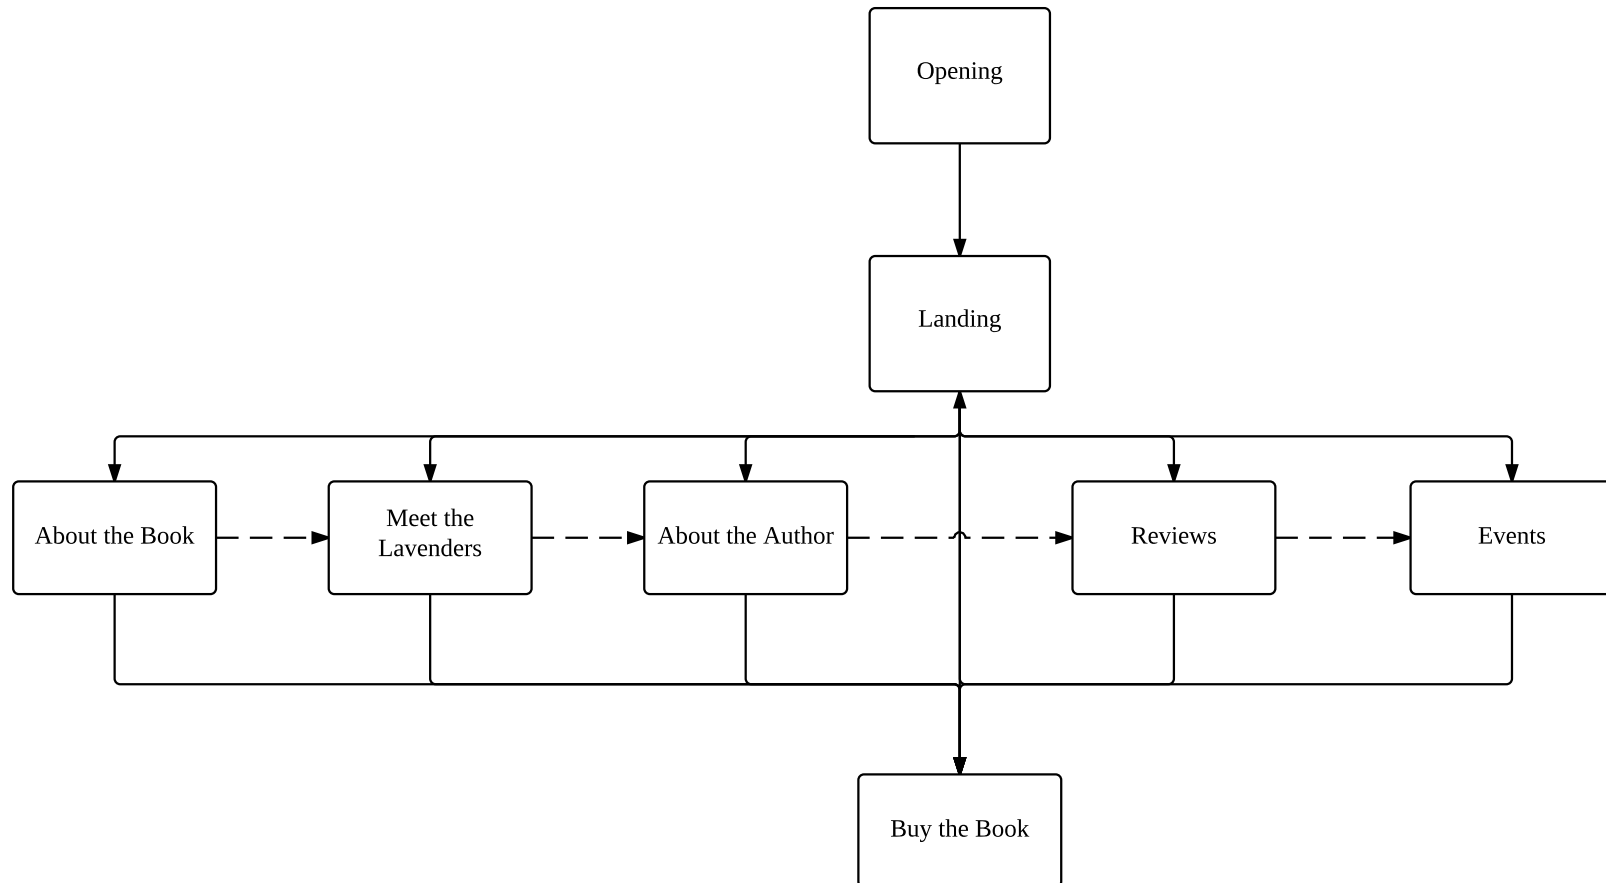 Opening
Landing
About the Book
Meet the
Lavenders
About the Author
Reviews
Events
Buy the Book